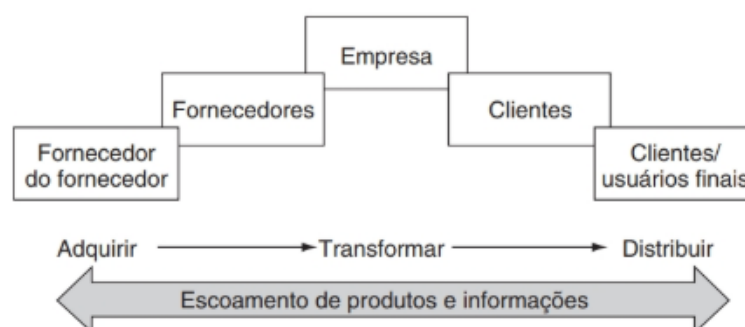 Empresa
Fornecedores
Clientes
Fornecedor
do fornecedor
Clientes/
usuários finais
Adquirir
Transformar
Distribuir
Escoamento de produtos e informações